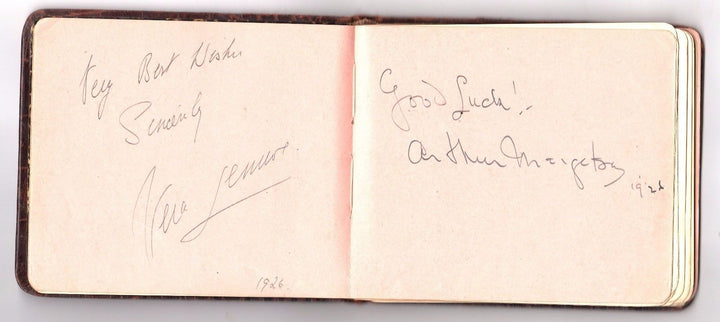 Very Best Wishes
Sincerely
Vera Lennox.
1926.
Good Luck!
Arthur Margetson
1926